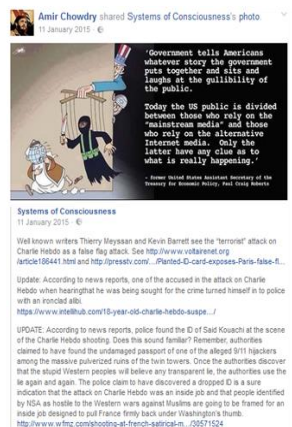 Amir Chowdry shared Systems of Consciousness's photo.
11 January 2015 ·
'Government tells Americans
whatever story the government
puts together and sits and
laughs at the gullibility of
the public.
Today the US public is divided
between those who rely on the
"mainstream media" and those
who rely on the alternative
Internet media. Only the
latter have any clue as to
what is really happening.'
- former United States Assistant Secretary of the
Treasury for Economic Policy, Paul Craig Roberts
Systems of Consciousness
11 January 2015 ·
Well known writers Thierry Meyssan and Kevin Barrett see the "terrorist" attack on
Charlie Hebdo as a false flag attack. See http://www.voltairenet.org
/article186441.html and http://presstv.com/.../Planted-ID-card-exposes-Paris-false-fl...
Update: According to news reports, one of the accused in the attack on Charlie
Hebdo when hearingthat he was being sought for the crime turned himself in to police
with an ironclad alibi.
https://www.intellihub.com/18-year-old-charlie-hebdo-suspe.../
UPDATE: According to news reports, police found the ID of Said Kouachi at the scene
of the Charlie Hebdo shooting. Does this sound familiar? Remember, authorities
claimed to have found the undamaged passport of one of the alleged 9/11 hijackers
among the massive pulverized ruins of the twin towers. Once the authorities discover
that the stupid Western peoples will believe any transparent lie, the authorities use the
lie again and again. The police claim to have discovered a dropped ID is a sure
indication that the attack on Charlie Hebdo was an inside job and that people identified
by NSA as hostile to the Western wars against Muslims are going to be framed for an
inside job designed to pull France firmly back under Washington's thumb.
http://www.wfmz.com/shooting-at-french-satirical-m.../30571524